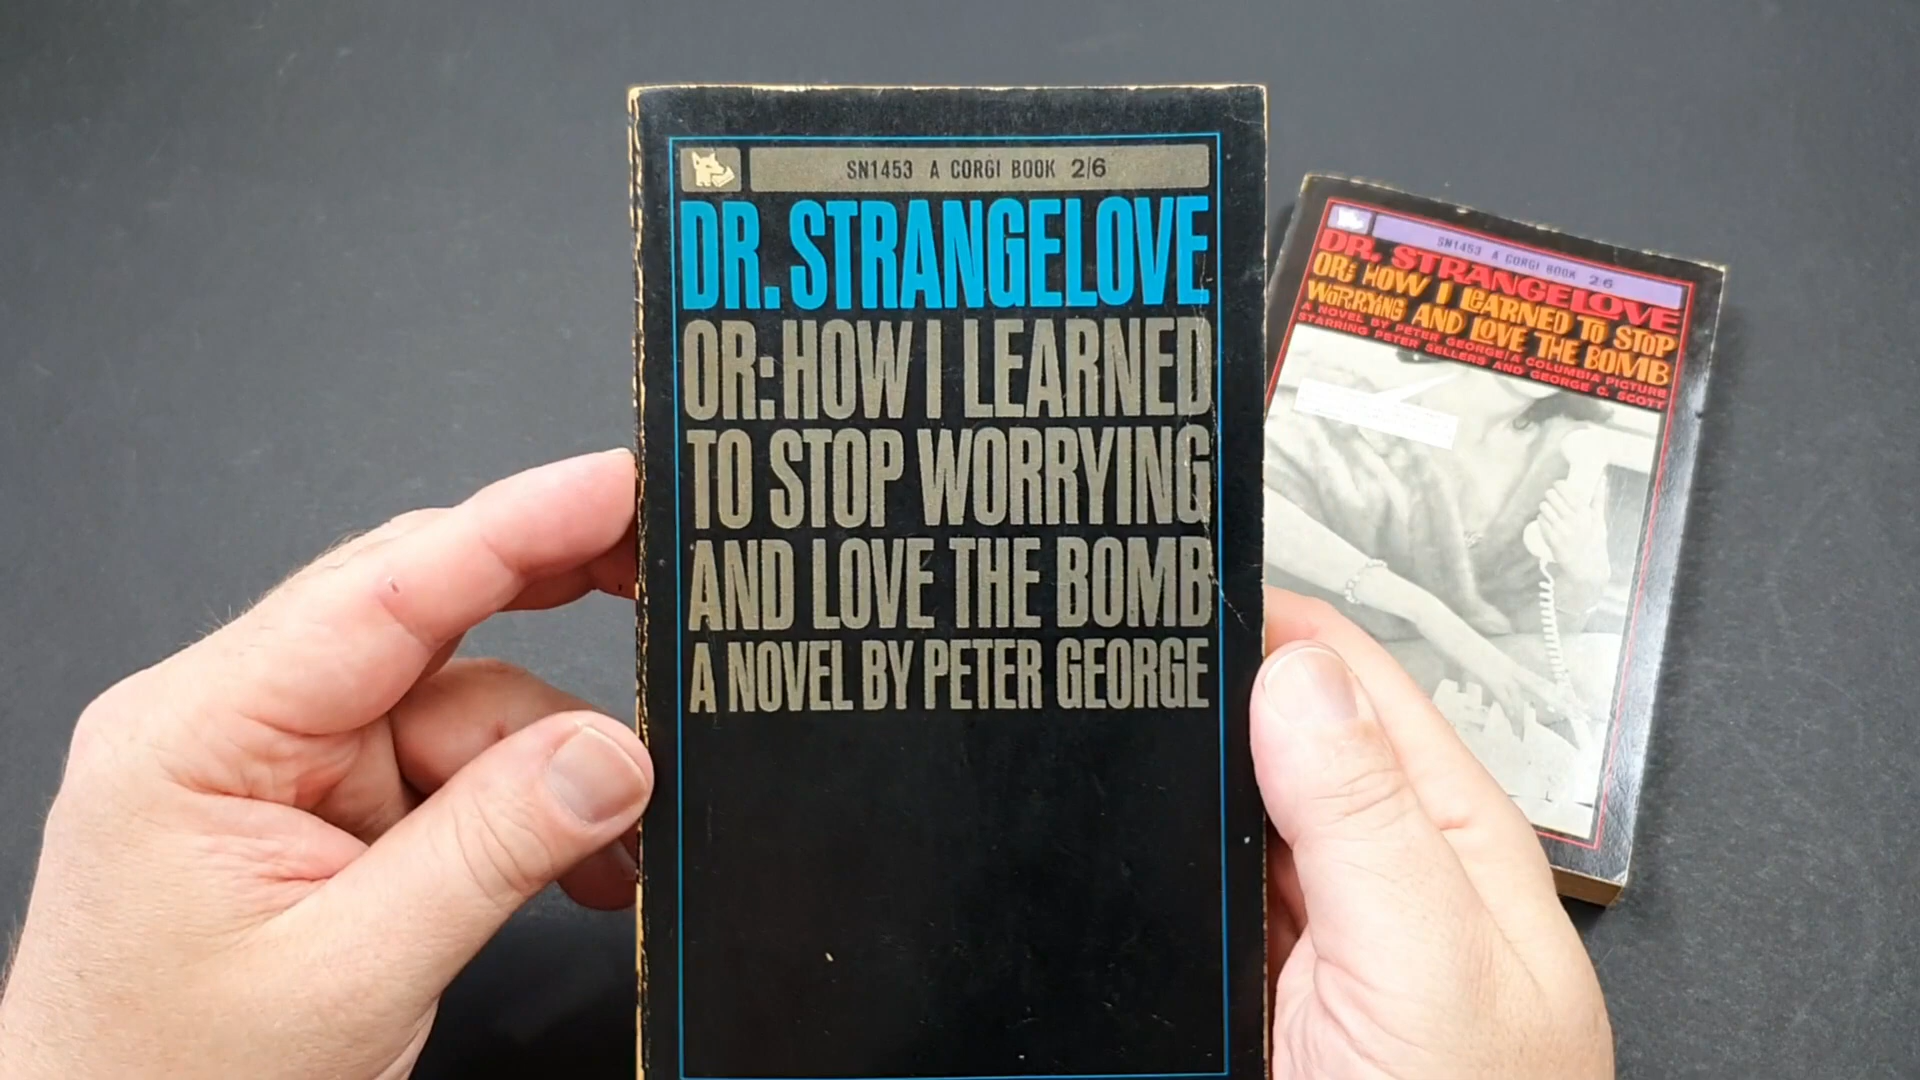 SN1453 A CORGI BOOK 2/6
DR. STRANGELOVE
OR: HOW I LEARNED
TO STOP WORRYING
AND LOVE THE BOMB
A NOVEL BY PETER GEORGE
SN1453 A CORGI BOOK 2/6
DR. STRANGELOVE
OR: HOW I LEARNED TO STOP
WORRYING AND LOVE THE BOMB
A NOVEL BY PETER GEORGE/A COLUMBIA PICTURE
STARRING PETER SELLERS AND GEORGE C. SCOTT